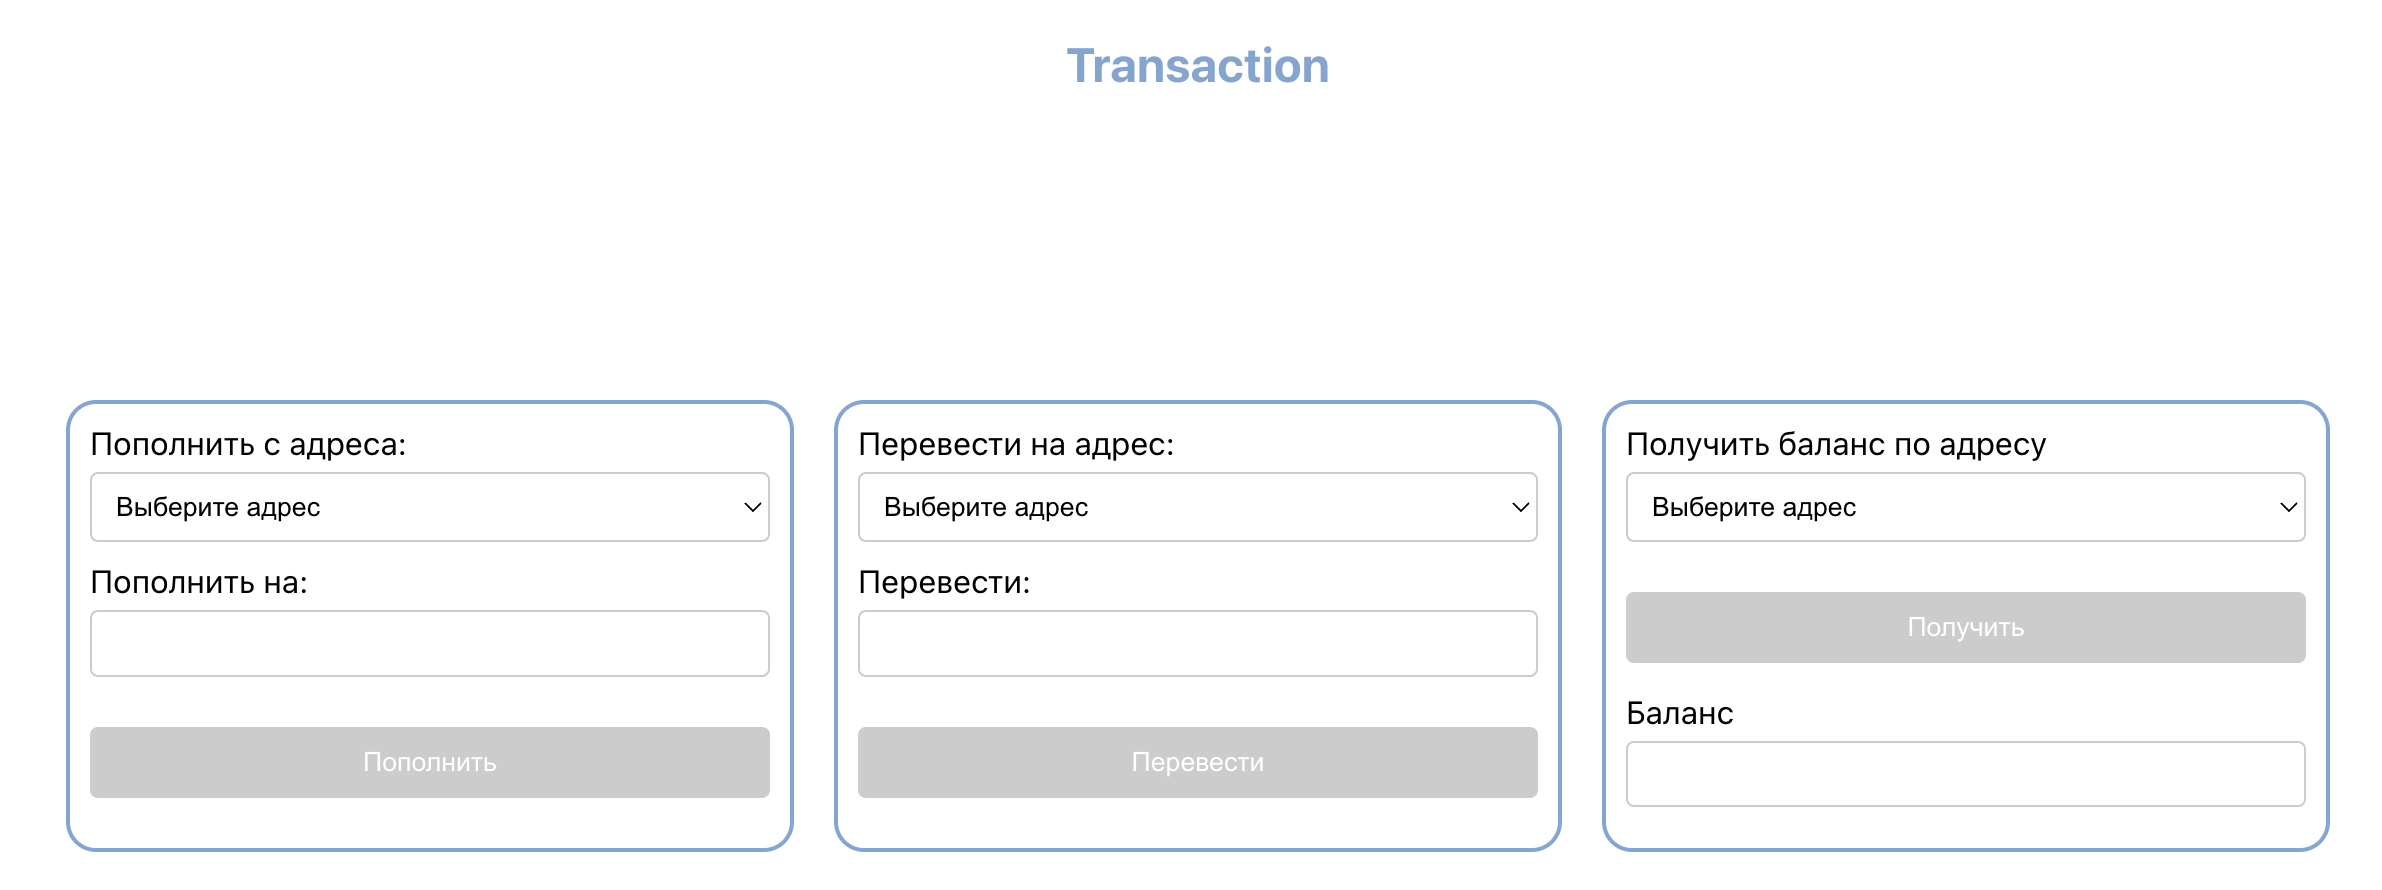 Transaction
Пополнить с адреса:
Выберите адрес
Пополнить на:
Пополнить
Перевести на адрес:
Выберите адрес
Перевести:
Перевести
Получить баланс по адресу
Выберите адрес
Получить
Баланс